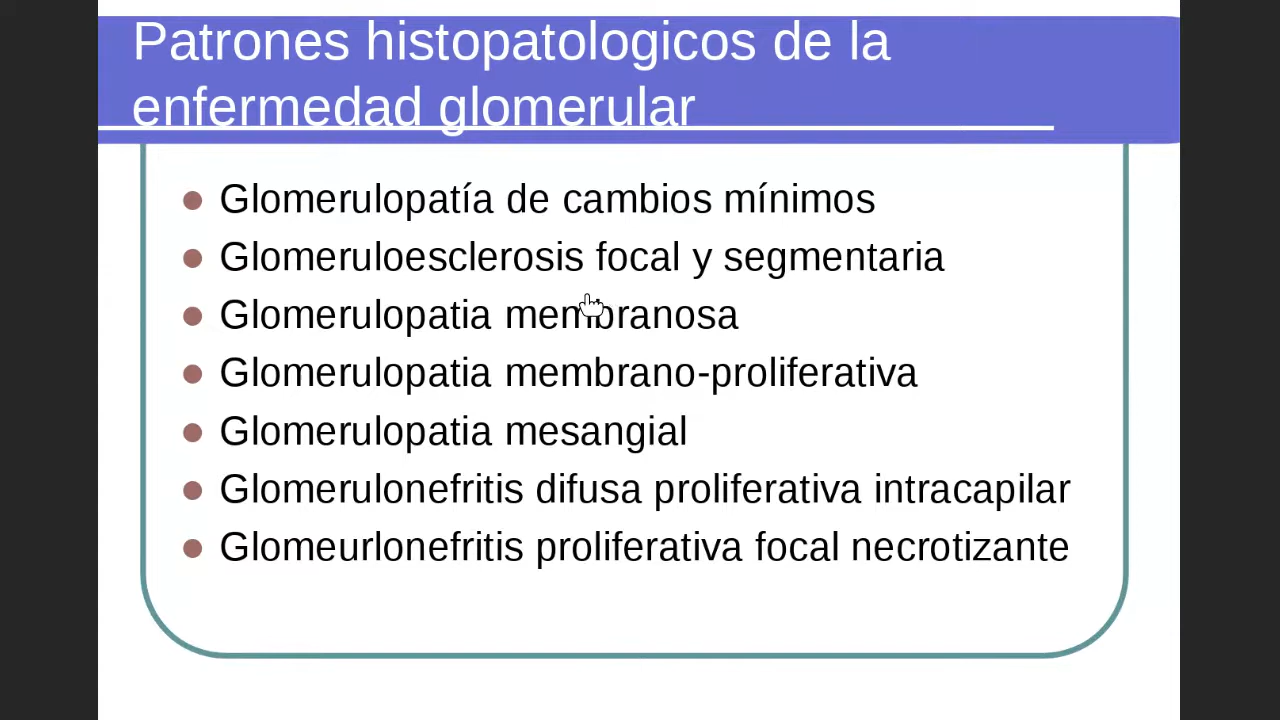 Patrones histopatologicos de la
enfermedad glomerular
Glomerulopatía de cambios mínimos
Glomeruloesclerosis focal y segmentaria
Glomerulopatia membranosa
Glomerulopatia membrano-proliferativa
Glomerulopatia mesangial
Glomerulonefritis difusa proliferativa intracapilar
Glomeurlonefritis proliferativa focal necrotizante